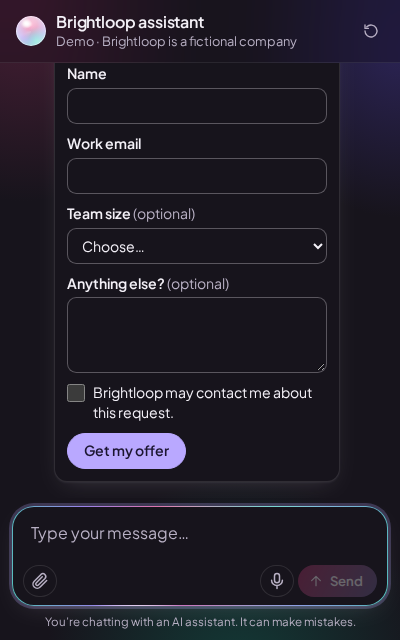 Brightloop assistant
Demo · Brightloop is a fictional company
Name
Work email
Team size (optional)
Choose…
Anything else? (optional)
Brightloop may contact me about
this request.
Get my offer
Type your message…
Send
You're chatting with an AI assistant. It can make mistakes.